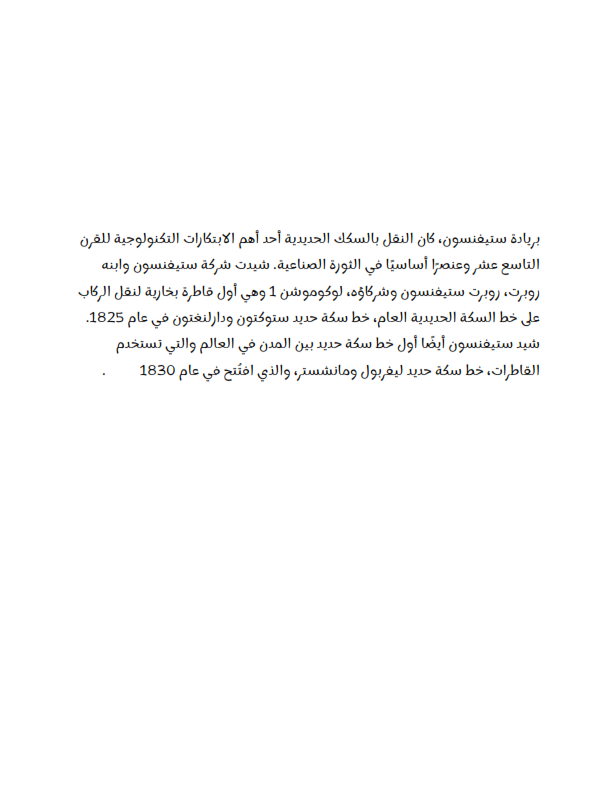 بريادة ستيفنسون، كان النقل بالسكك الحديدية أحد أهم الابتكارات التكنولوجية للقرن
التاسع عشر وعنصرًا أساسيًا في الثورة الصناعية. شيدت شركة ستيفنسون وابنه
روبرت، روبرت ستيفنسون وشركاؤه، لوكوموشن 1 وهي أول قاطرة بخارية لنقل الركاب
على خط السكة الحديدية العام، خط سكة حديد ستوكتون ودارلنغتون في عام 1825.
شيد ستيفنسون أيضًا أول خط سكة حديد بين المدن في العالم والتي تستخدم
القاطرات، خط سكة حديد ليفربول ومانشستر، والذي افتُتح في عام 1830 .